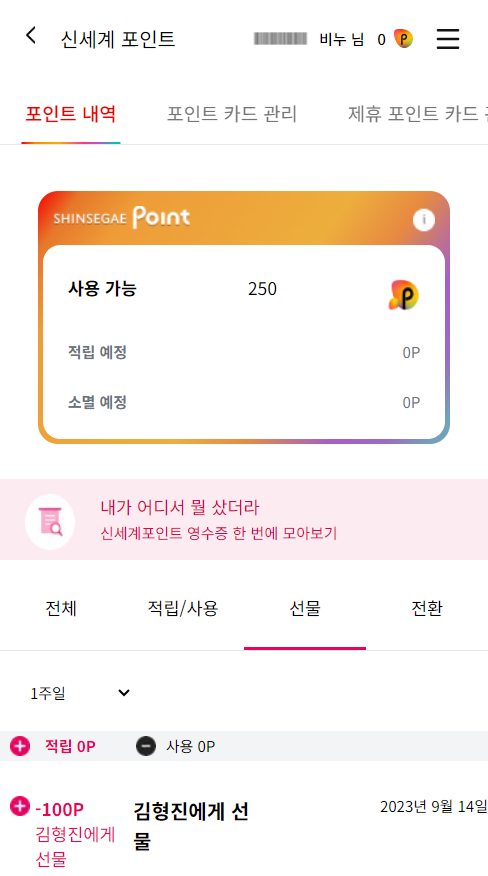 신세계 포인트
비누 님 0
포인트 내역 포인트 카드 관리 제휴 포인트 카드
SHINSEGAE Point
사용 가능 250
적립 예정 0P
소멸 예정 0P
내가 어디서 뭘 샀더라
신세계포인트 영수증 한 번에 모아보기
전체 적립/사용 선물 전환
1주일
적립 0P 사용 0P
-100P 김형진에게 선 2023년 9월 14일
김형진에게 물
선물